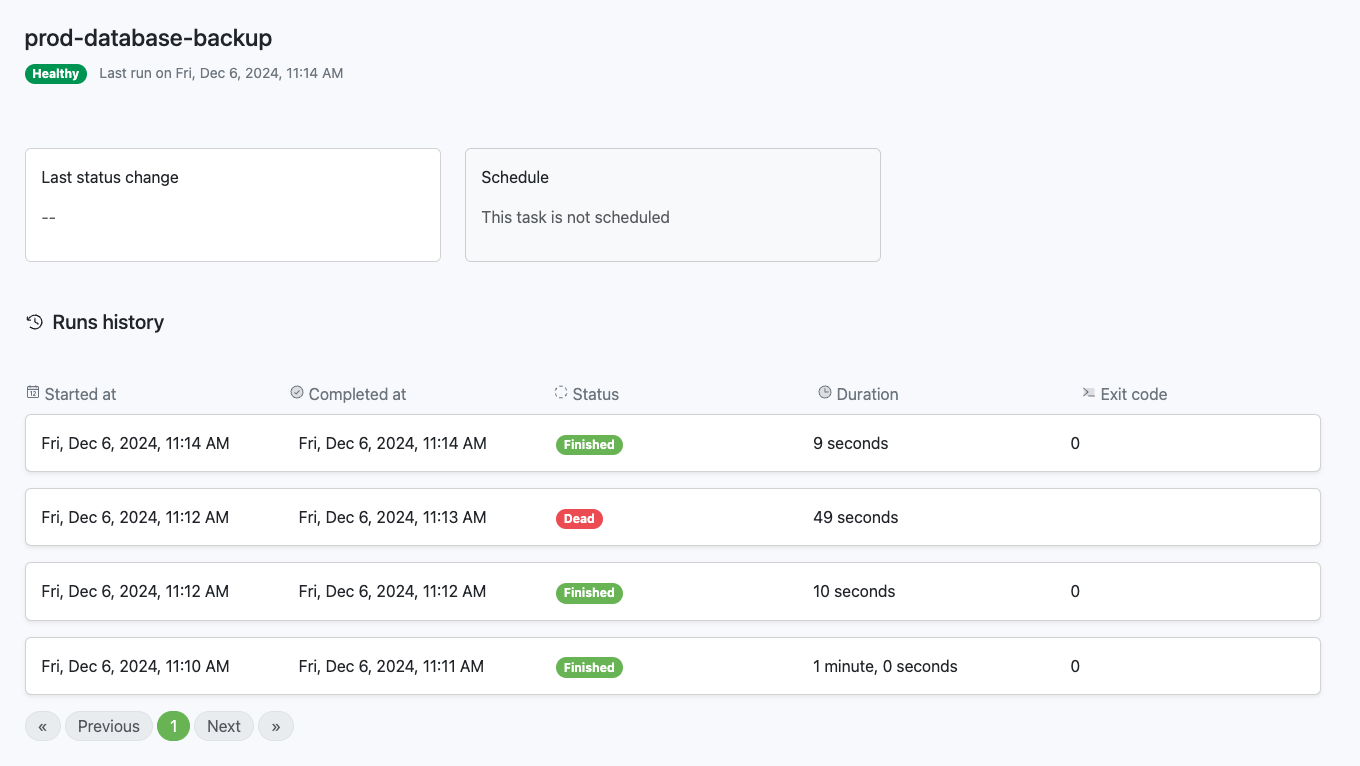 prod-database-backup
Healthy Last run on Fri, Dec 6, 2024, 11:14 AM
Last status change
--
Schedule
This task is not scheduled
Runs history
Started at Completed at Status Duration Exit code
Fri, Dec 6, 2024, 11:14 AM Fri, Dec 6, 2024, 11:14 AM Finished 9 seconds 0
Fri, Dec 6, 2024, 11:12 AM Fri, Dec 6, 2024, 11:13 AM Dead 49 seconds
Fri, Dec 6, 2024, 11:12 AM Fri, Dec 6, 2024, 11:12 AM Finished 10 seconds 0
Fri, Dec 6, 2024, 11:10 AM Fri, Dec 6, 2024, 11:11 AM Finished 1 minute, 0 seconds 0
« Previous 1 Next »